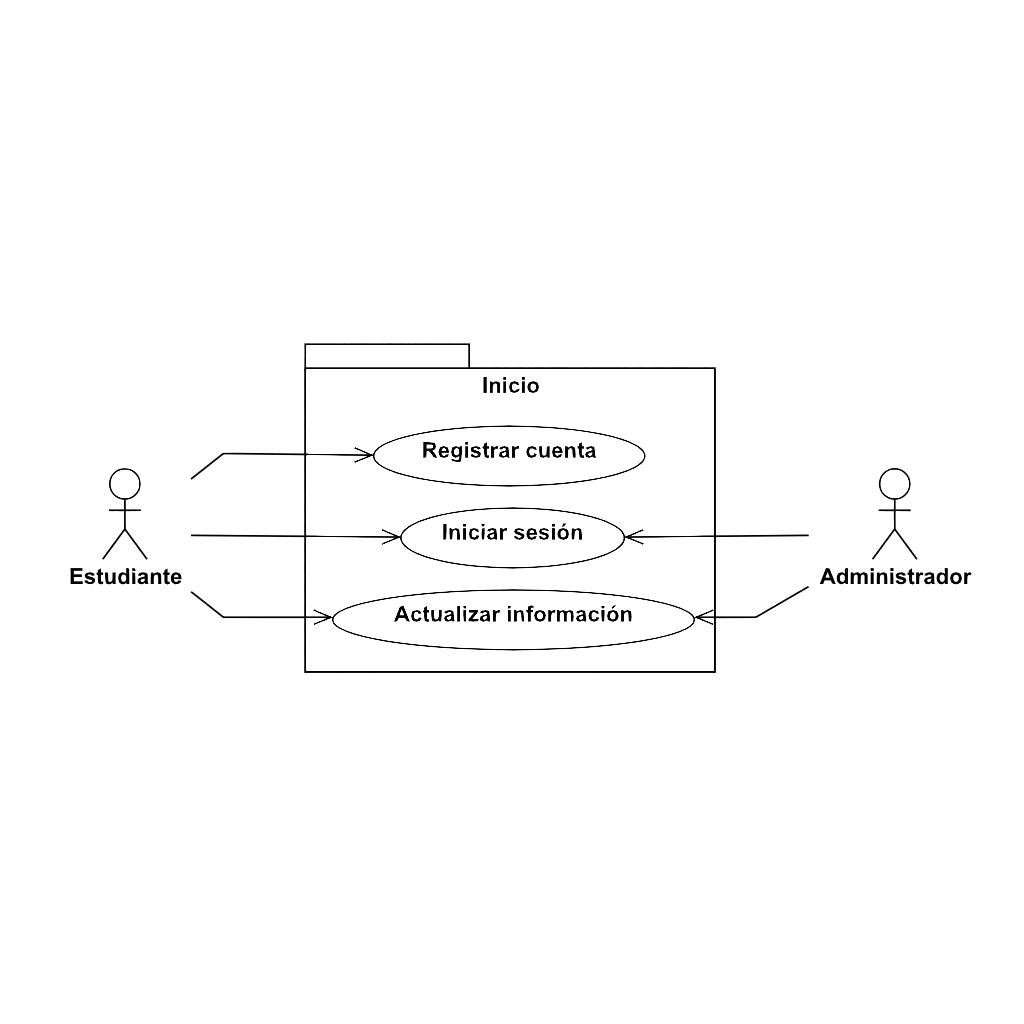 Inicio
Registrar cuenta
Iniciar sesión
Estudiante
Administrador
Actualizar información